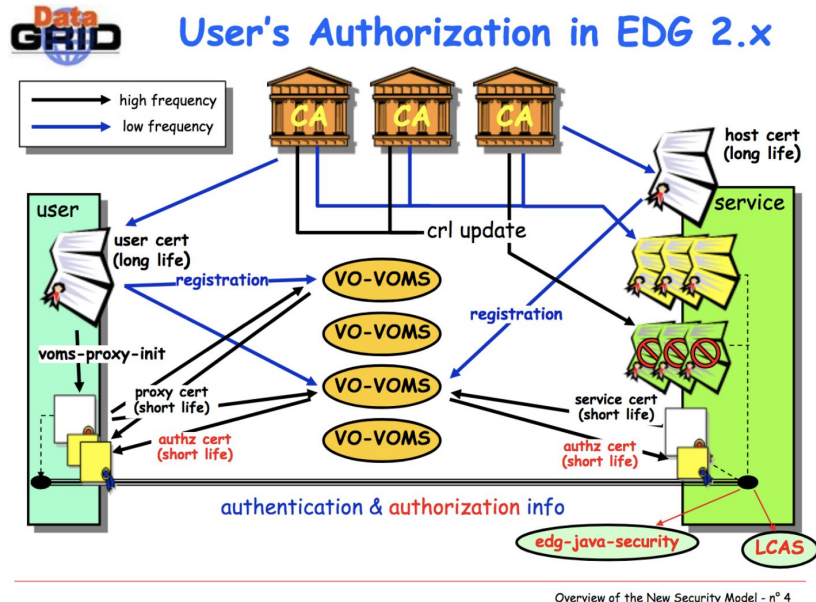 Data
GRID
User's Authorization in EDG 2.x
high frequency
low frequency
CA
CA
CA
host cert
(long life)
user
service
user cert
(long life)
crl update
registration
VO-VOMS
registration
VO-VOMS
voms-proxy-init
VO-VOMS
proxy cert
(short life)
service cert
(short life)
authz cert
(short life)
VO-VOMS
authz cert
(short life)
authentication & authorization info
edg-java-security
LCAS
Overview of the New Security Model - n° 4